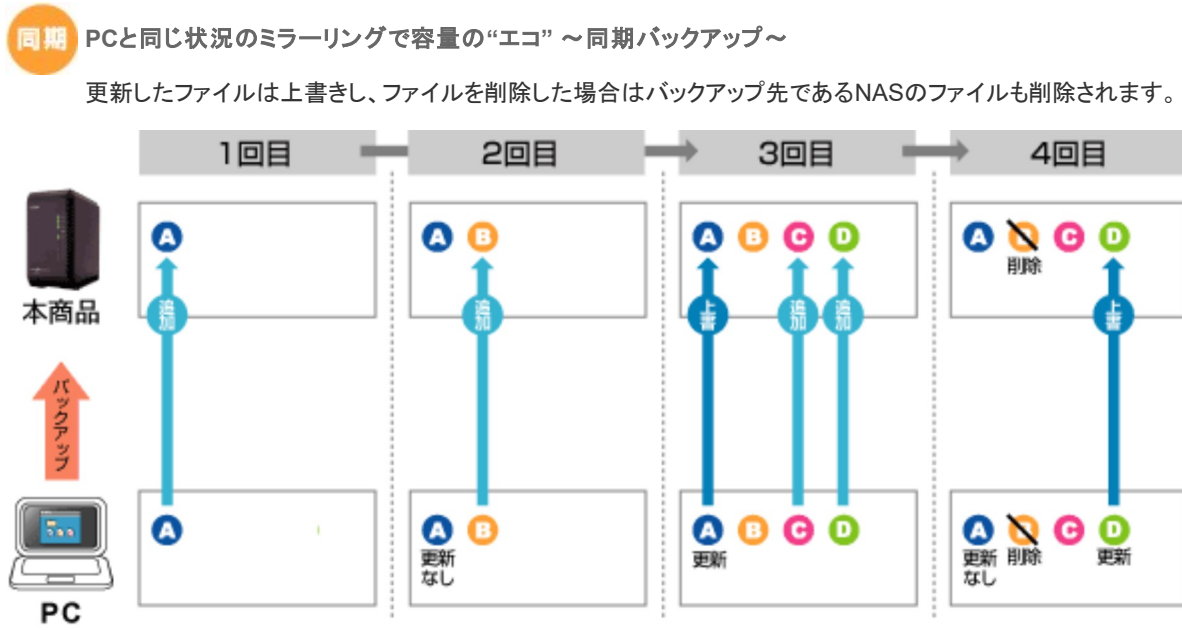 同期
PCと同じ状況のミラーリングで容量の“エコ” ～同期バックアップ～
更新したファイルは上書きし、ファイルを削除した場合はバックアップ先であるNASのファイルも削除されます。
1回目 2回目 3回目 4回目
A A B A B C D A B C D
削除
本商品
追加 追加 上書 追加 追加 上書
バックアップ
A A B A B C D A B C D
更新なし 更新 更新なし 削除 更新
PC